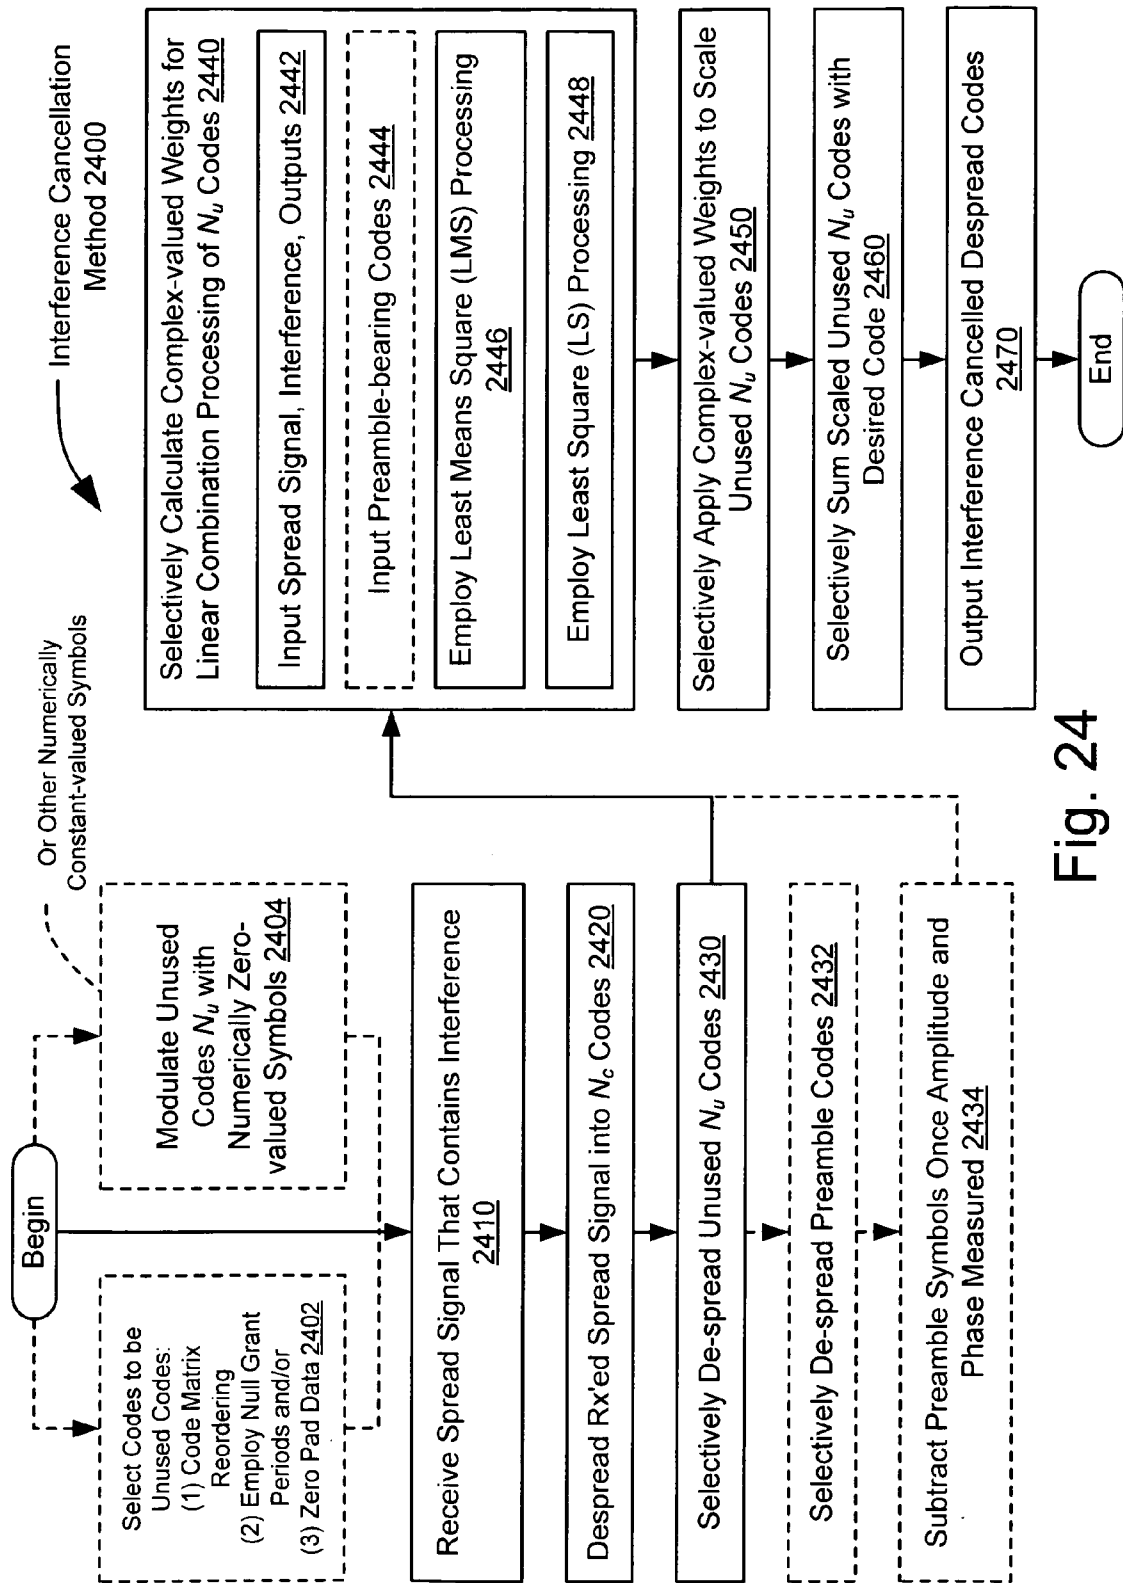 Interference Cancellation
Method 2400
Begin
Select Codes to be
Unused Codes:
(1) Code Matrix
Reordering
(2) Employ Null Grant
Periods and/or
(3) Zero Pad Data 2402
Modulate Unused
Codes Nu with
Numerically Zero-
valued Symbols 2404
Or Other Numerically
Constant-valued Symbols
Receive Spread Signal That Contains Interference
2410
Despread Rx'ed Spread Signal into Nc Codes 2420
Selectively De-spread Unused Nu Codes 2430
Selectively De-spread Preamble Codes 2432
Subtract Preamble Symbols Once Amplitude and
Phase Measured 2434
Selectively Calculate Complex-valued Weights for
Linear Combination Processing of Nu Codes 2440
Input Spread Signal, Interference, Outputs 2442
Input Preamble-bearing Codes 2444
Employ Least Means Square (LMS) Processing
2446
Employ Least Square (LS) Processing 2448
Selectively Apply Complex-valued Weights to Scale
Unused Nu Codes 2450
Selectively Sum Scaled Unused Nu Codes with
Desired Code 2460
Output Interference Cancelled Despread Codes
2470
End
Fig. 24